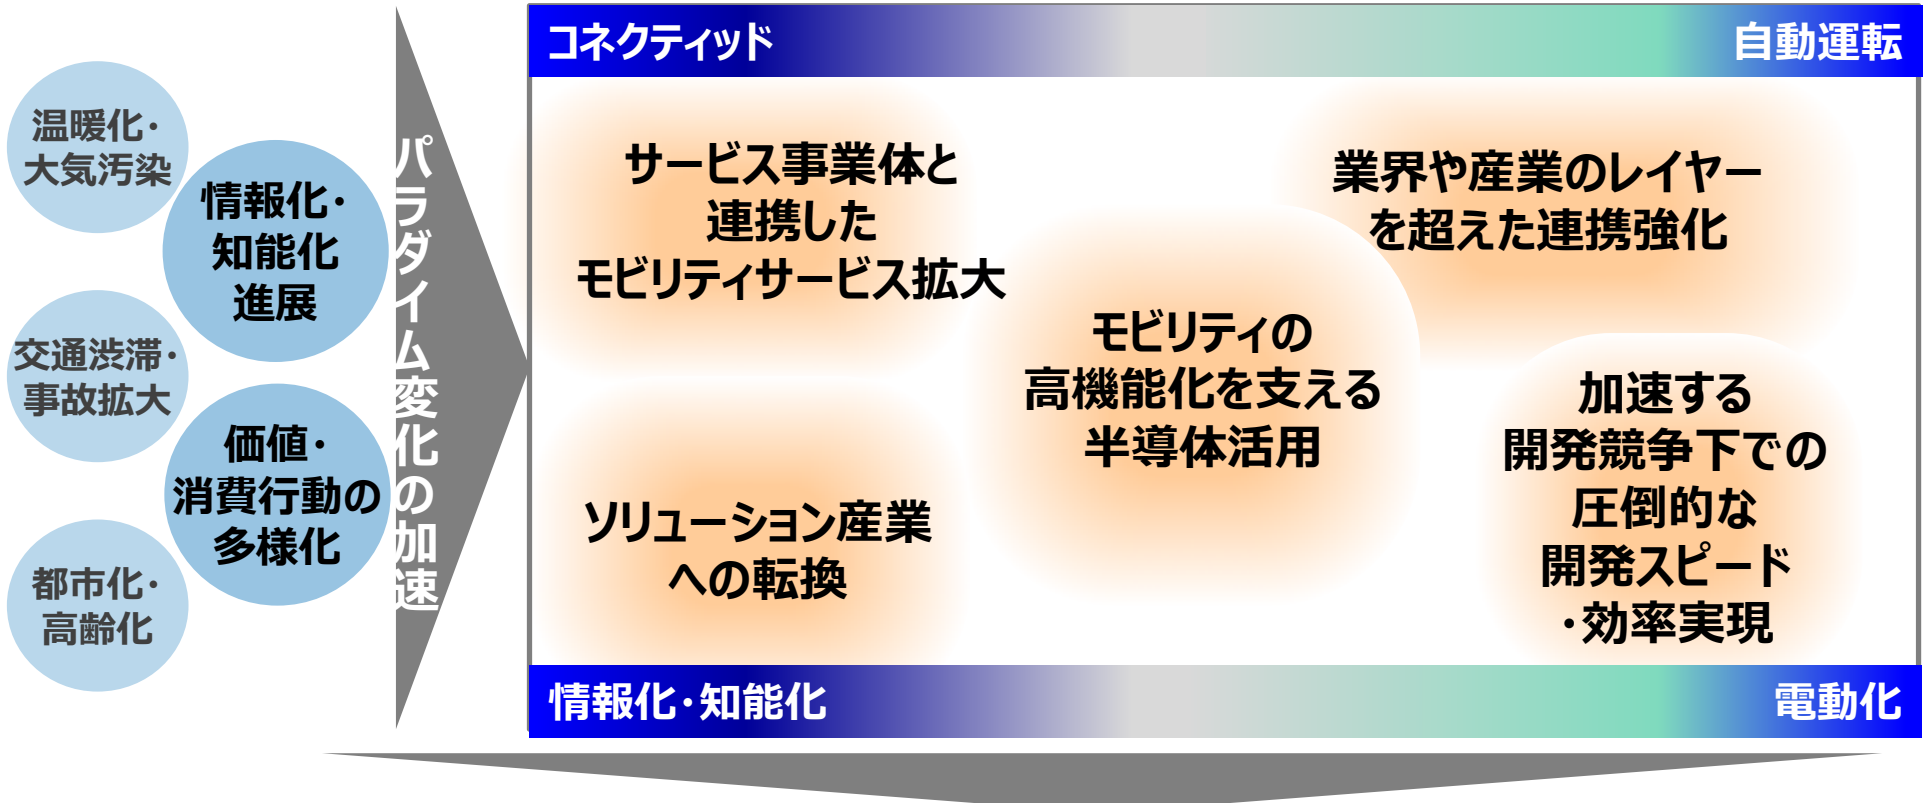 温暖化・
大気汚染
情報化・
知能化
進展
交通渋滞・
事故拡大
価値・
消費行動の
多様化
都市化・
高齢化
パラダイム変化の加速
コネクティッド
自動運転
サービス事業体と
連携した
モビリティサービス拡大
業界や産業のレイヤー
を超えた連携強化
モビリティの
高機能化を支える
半導体活用
ソリューション産業
への転換
加速する
開発競争下での
圧倒的な
開発スピード
・効率実現
情報化・知能化
電動化